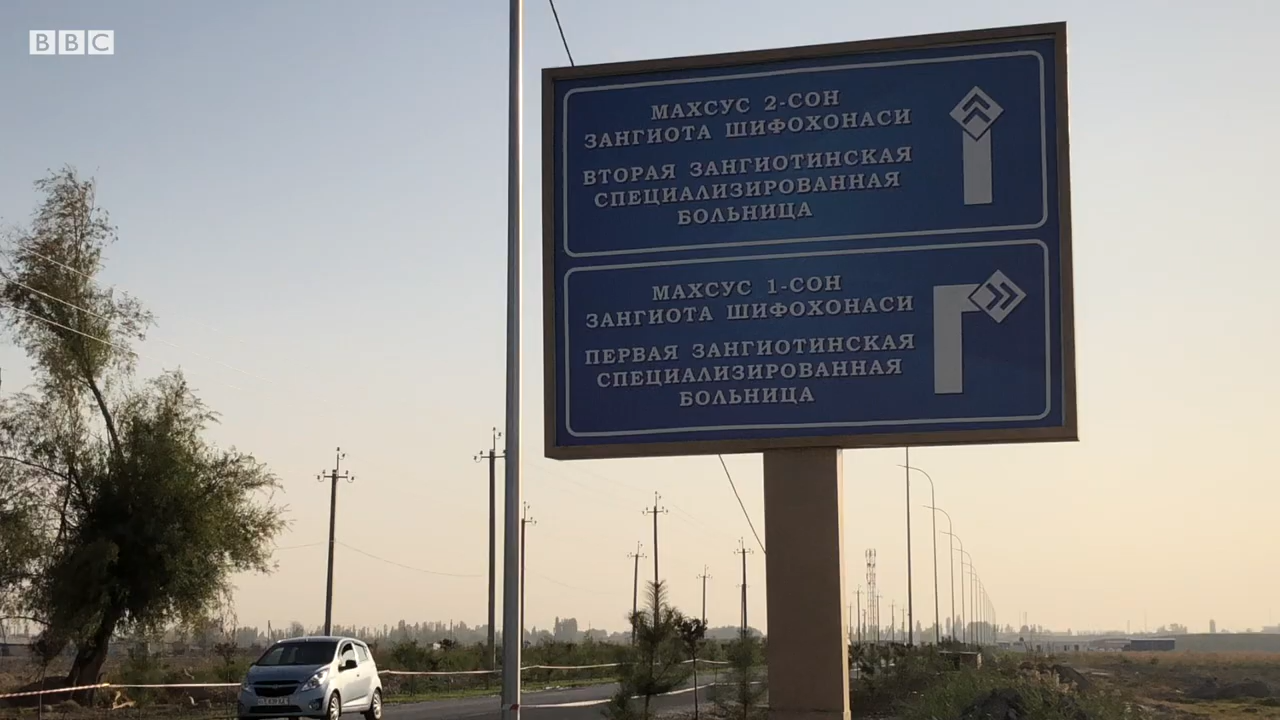 BBC
МАХСУС 2-СОН
ЗАНГИОТА ШИФОХОНАСИ
ВТОРАЯ ЗАНГИОТИНСКАЯ
СПЕЦИАЛИЗИРОВАННАЯ
БОЛЬНИЦА
МАХСУС 1-СОН
ЗАНГИОТА ШИФОХОНАСИ
ПЕРВАЯ ЗАНГИОТИНСКАЯ
СПЕЦИАЛИЗИРОВАННАЯ
БОЛЬНИЦА